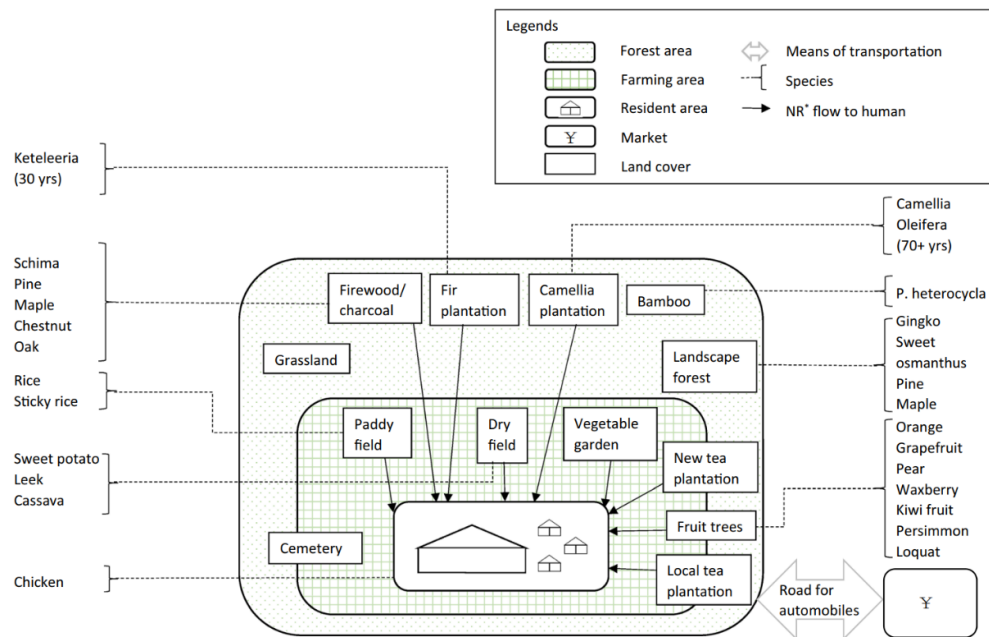 Legends
Forest area
Means of transportation
Farming area
Species
Resident area
NR* flow to human
¥
Market
Land cover
Keteleeria
(30 yrs)
Camellia
Oleifera
(70+ yrs)
Schima
Pine
Maple
Chestnut
Oak
Firewood/
charcoal
Fir
plantation
Camellia
plantation
Bamboo
P. heterocycla
Grassland
Landscape
forest
Gingko
Sweet
osmanthus
Pine
Maple
Rice
Sticky rice
Paddy
field
Dry
field
Vegetable
garden
Sweet potato
Leek
Cassava
New tea
plantation
Fruit trees
Orange
Grapefruit
Pear
Waxberry
Kiwi fruit
Persimmon
Loquat
Cemetery
Chicken
Local tea
plantation
Road for
automobiles
¥